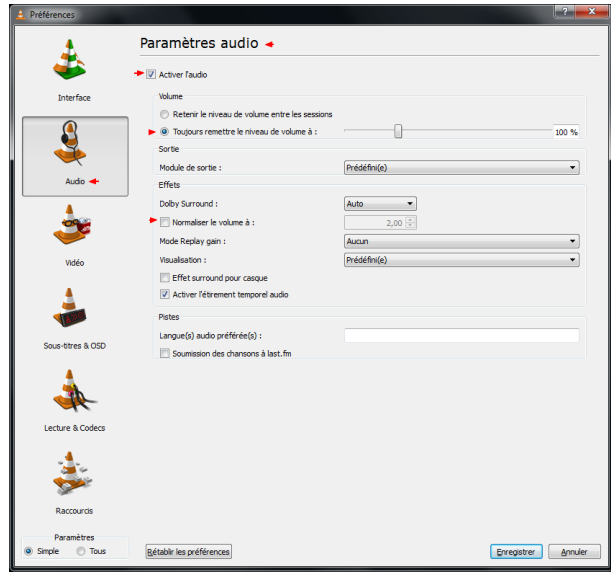 Préférences
Paramètres audio
Activer l'audio
Interface
Volume
Retenir le niveau de volume entre les sessions
Toujours remettre le niveau de volume à : 100 %
Sortie
Module de sortie : Prédéfini(e)
Audio
Effets
Dolby Surround : Auto
Normaliser le volume à : 2,00
Mode Replay gain : Aucun
Visualisation : Prédéfini(e)
Vidéo
Effet surround pour casque
Activer l'étirement temporel audio
Pistes
Langue(s) audio préférée(s) :
Sous-titres & OSD
Soumission des chansons à last.fm
Lecture & Codecs
Raccourcis
Paramètres
Simple Tous
Rétablir les préférences Enregistrer Annuler